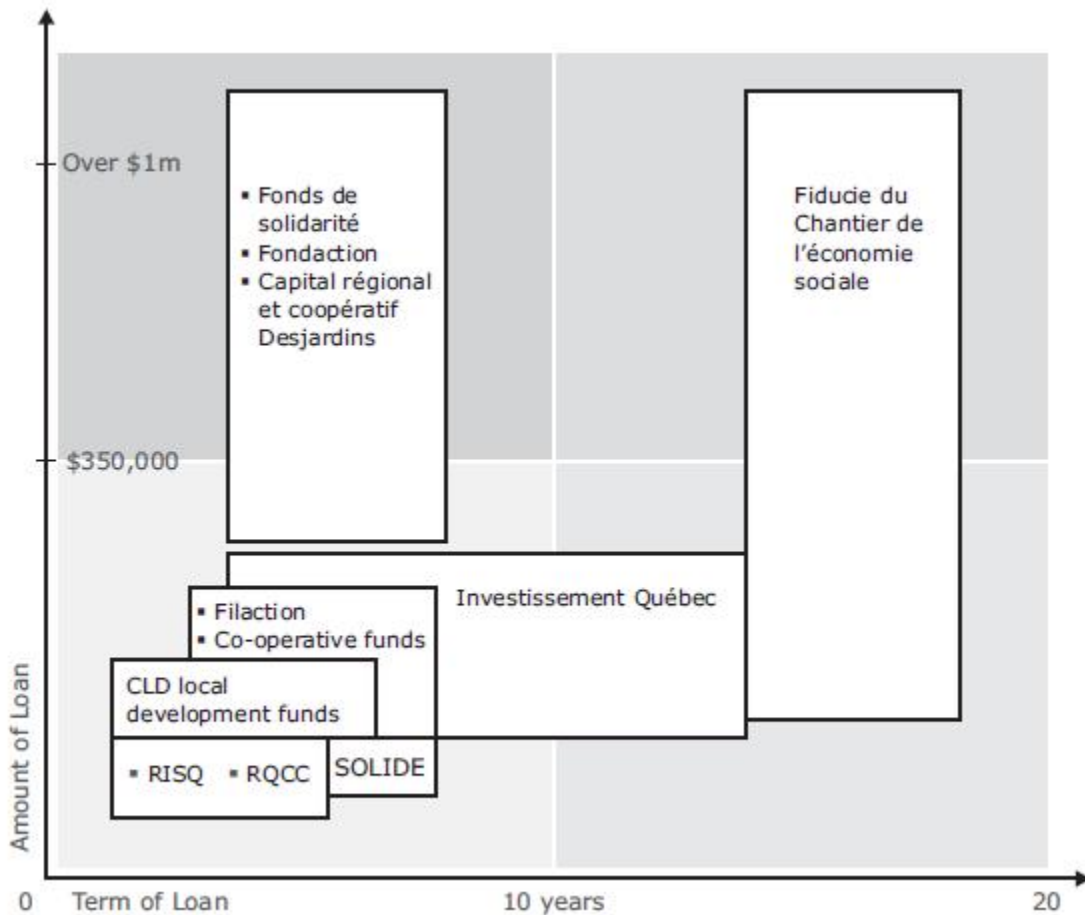 Over $1m
▪ Fonds de
solidarité
▪ Fondaction
▪ Capital régional
et coopératif
Desjardins
Fiducie du
Chantier de
l'économie
sociale
$350,000
Investissement Québec
▪ Filaction
▪ Co-operative funds
CLD local
development funds
▪ RISQ ▪ RQCC
SOLIDE
Amount of Loan
0 Term of Loan 10 years 20